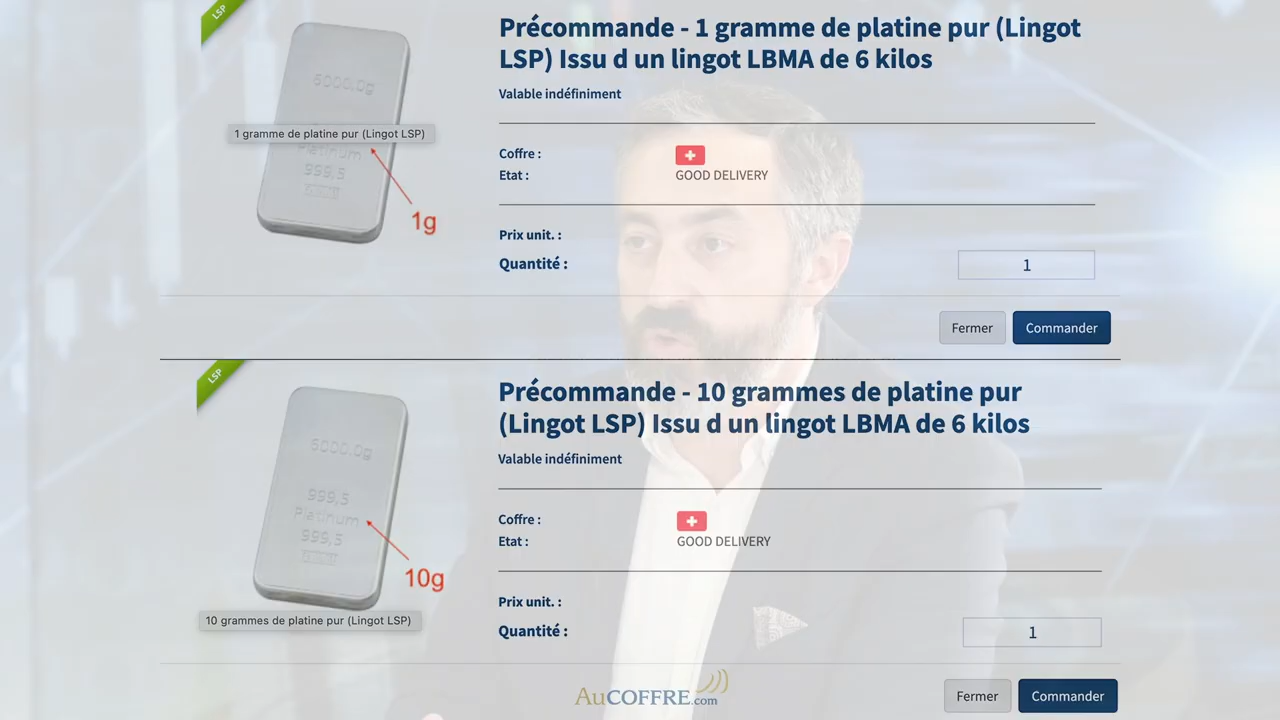 LSP
6000,0g
1 gramme de platine pur (Lingot LSP)
Platinum
999,5
1g
Précommande - 1 gramme de platine pur (Lingot
LSP) Issu d un lingot LBMA de 6 kilos
Valable indéfiniment
Coffre :
Etat :
GOOD DELIVERY
Prix unit. :
Quantité :
1
Fermer
Commander
LSP
6000,0g
999,5
Platinum
999,5
10g
10 grammes de platine pur (Lingot LSP)
Précommande - 10 grammes de platine pur
(Lingot LSP) Issu d un lingot LBMA de 6 kilos
Valable indéfiniment
Coffre :
Etat :
GOOD DELIVERY
Prix unit. :
Quantité :
1
Fermer
Commander
AuCOFFRE.com